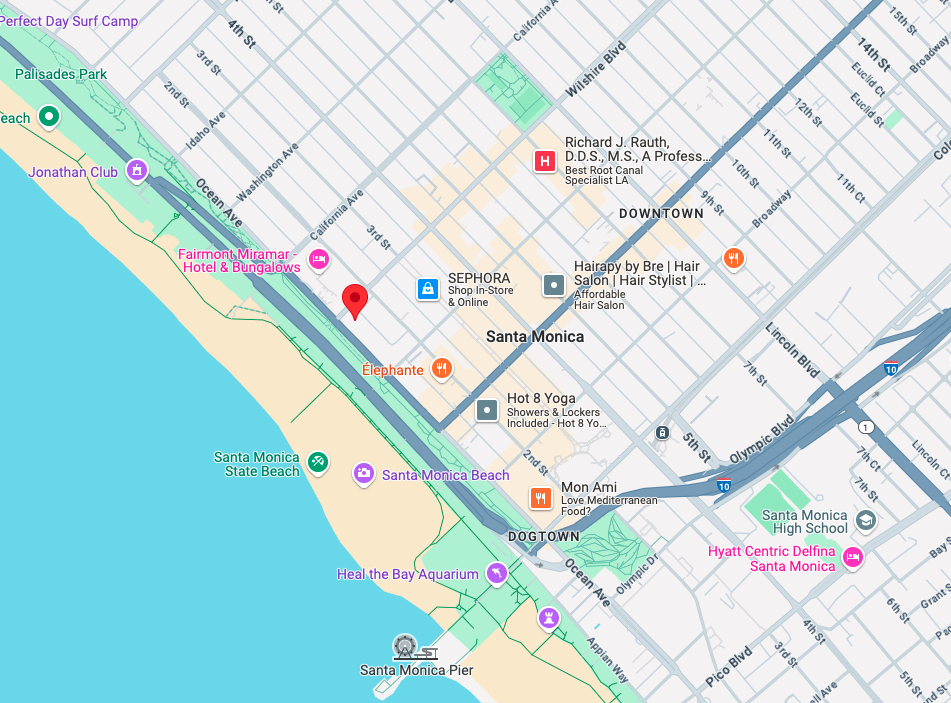 Perfect Day Surf Camp
4th St
California Ave
Wilshire Blvd
15th St
14th St
Broadway
3rd St
2nd St
Palisades Park
Euclid Ct
Euclid St
12th St
each
Idaho Ave
Washington Ave
11th St
Richard J. Rauth,
D.D.S., M.S., A Profess...
Best Root Canal
Specialist LA
10th St
11th Ct
Jonathan Club
Ocean Ave
9th St
Broadway
DOWNTOWN
California Ave
3rd St
Fairmont Miramar -
Hotel & Bungalows
SEPHORA
Shop In-Store
& Online
Hairapy by Bre | Hair
Salon | Hair Stylist | ...
Affordable
Hair Salon
Santa Monica
Lincoln Blvd
Élephante
7th St
10
Hot 8 Yoga
Showers & Lockers
Included - Hot 8 Yo...
1
5th St
Olympic Blvd
Lincoln Ct
7th Ct
Santa Monica
State Beach
Santa Monica Beach
2nd St
10
7th St
Mon Ami
Love Mediterranean
Food?
Santa Monica
High School
DOGTOWN
Hyatt Centric Delfina
Santa Monica
Bay S
Olympic Dr
Ocean Ave
Heal the Bay Aquarium
Grant S
6th St
4th St
Appian Way
3rd St
Pico Blvd
Santa Monica Pier
5th St